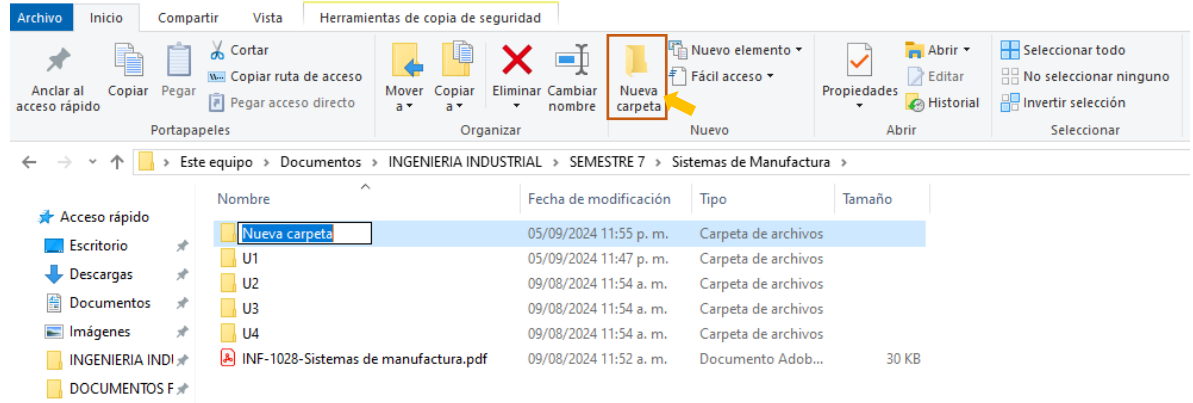 Archivo Inicio Compartir Vista Herramientas de copia de seguridad
Anclar al acceso rápido
Copiar
Pegar
Cortar
Copiar ruta de acceso
Pegar acceso directo
Portapapeles
Mover a
Copiar a
Eliminar
Cambiar nombre
Organizar
Nueva carpeta
Nuevo elemento
Fácil acceso
Nuevo
Propiedades
Abrir
Editar
Historial
Abrir
Seleccionar todo
No seleccionar ninguno
Invertir selección
Seleccionar
Este equipo > Documentos > INGENIERIA INDUSTRIAL > SEMESTRE 7 > Sistemas de Manufactura >
Acceso rápido
Escritorio
Descargas
Documentos
Imágenes
INGENIERIA INDU
DOCUMENTOS F
Nombre Fecha de modificación Tipo Tamaño
Nueva carpeta 05/09/2024 11:55 p. m. Carpeta de archivos
U1 05/09/2024 11:47 p. m. Carpeta de archivos
U2 09/08/2024 11:54 a. m. Carpeta de archivos
U3 09/08/2024 11:54 a. m. Carpeta de archivos
U4 09/08/2024 11:54 a. m. Carpeta de archivos
INF-1028-Sistemas de manufactura.pdf 09/08/2024 11:52 a. m. Documento Adob... 30 KB